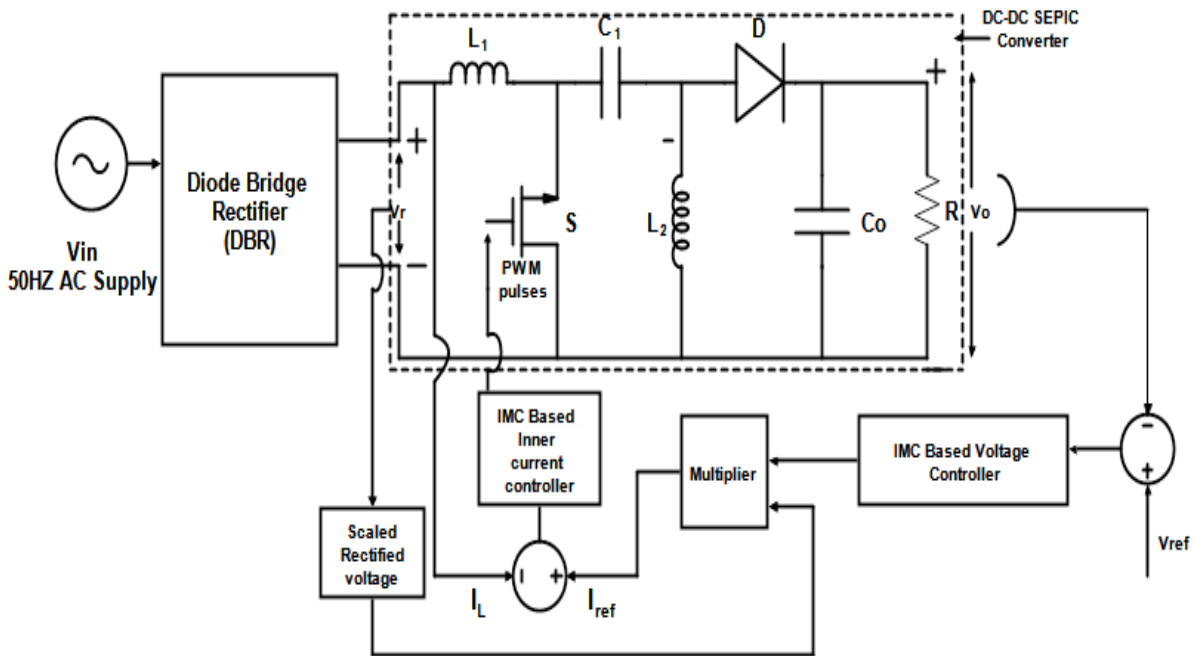 DC-DC SEPIC
Converter
L1
C1
D
+
Diode Bridge
Rectifier
(DBR)
Vin
50HZ AC Supply
+
Vr
−
S
PWM
pulses
-
L2
Co
R
Vo
−
IMC Based
Inner
current
controller
Multiplier
IMC Based Voltage
Controller
-
+
Vref
Scaled
Rectified
voltage
IL
-
+
Iref